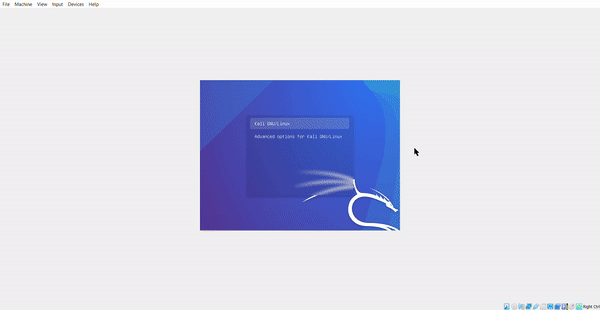 File Machine View Input Devices Help
Kali GNU/Linux
Advanced options for Kali GNU/Linux
Right Ctrl